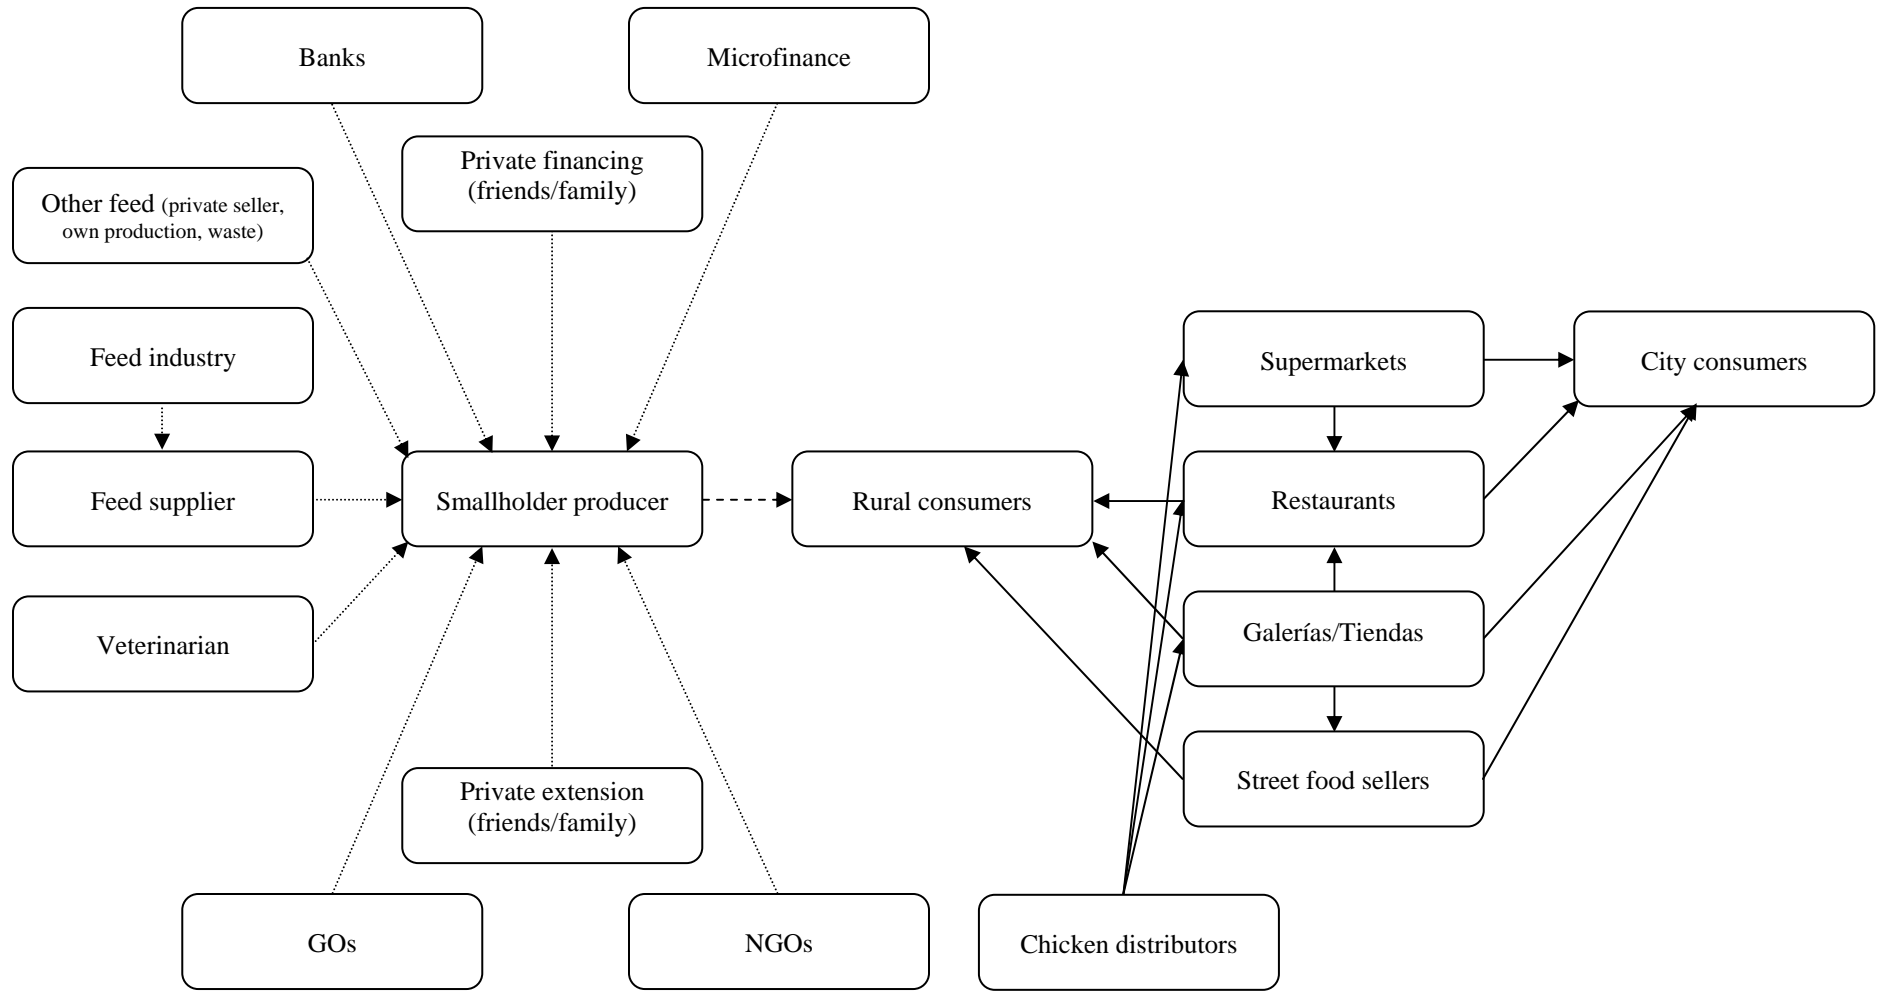 Banks
Microfinance
Private financing
(friends/family)
Other feed (private seller,
own production, waste)
Feed industry
Supermarkets
City consumers
Feed supplier
Smallholder producer
Rural consumers
Restaurants
Veterinarian
Galerías/Tiendas
Street food sellers
Private extension
(friends/family)
GOs
NGOs
Chicken distributors